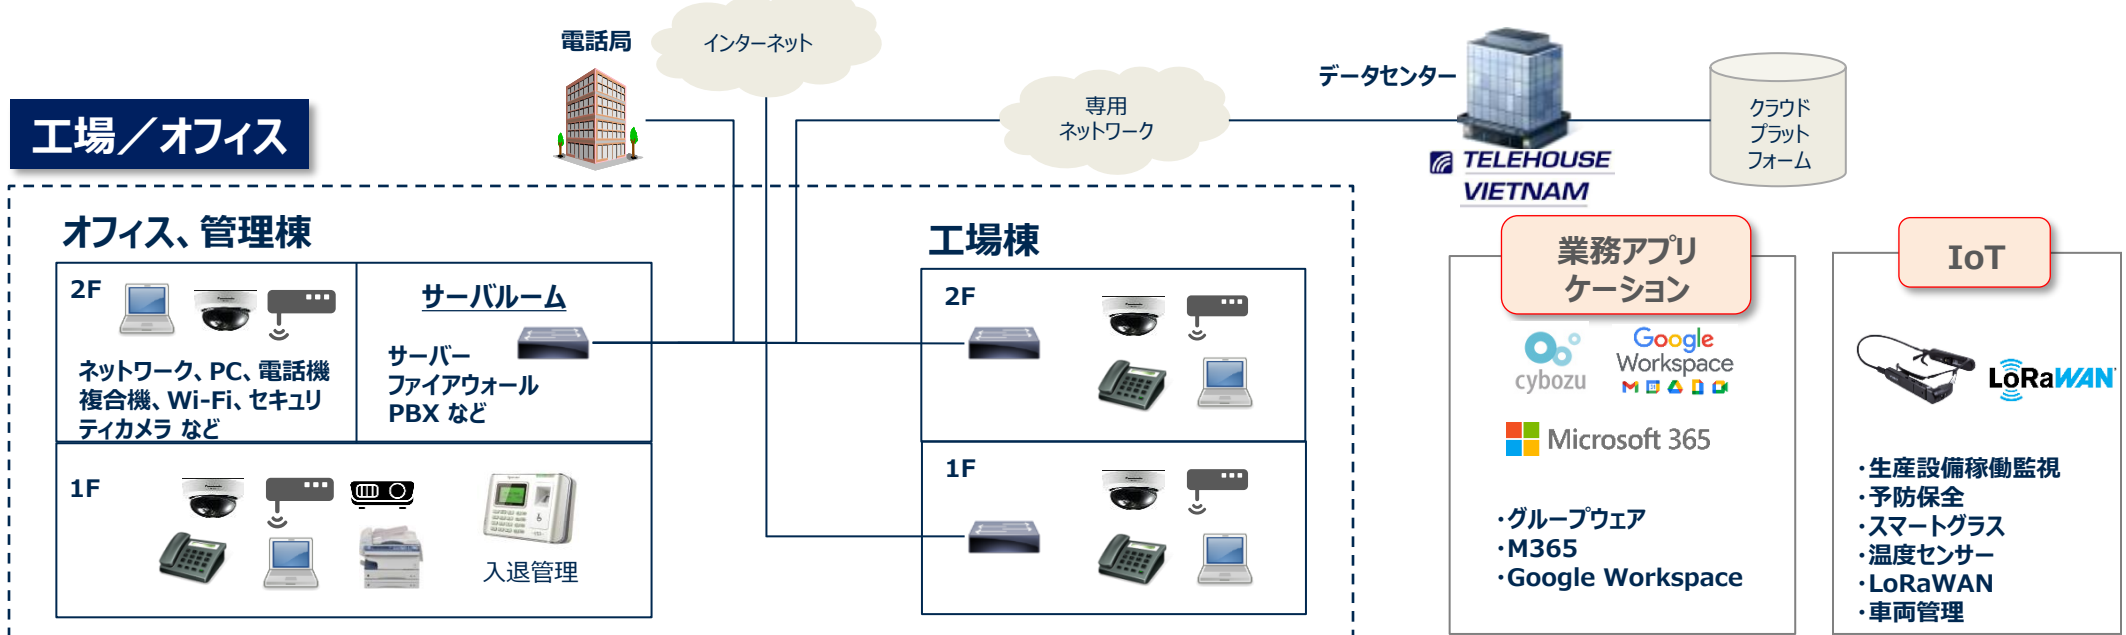 電話局
インターネット
専用
ネットワーク
データセンター
TELEHOUSE
VIETNAM
クラウド
プラット
フォーム
工場／オフィス
オフィス、管理棟
2F
ネットワーク、PC、電話機
複合機、Wi-Fi、セキュリ
ティカメラ など
サーバルーム
サーバー
ファイアウォール
PBX など
1F
入退管理
工場棟
2F
1F
業務アプリ
ケーション
cybozu
Google
Workspace
Microsoft 365
・グループウェア
・M365
・Google Workspace
IoT
LoRaWAN
・生産設備稼働監視
・予防保全
・スマートグラス
・温度センサー
・LoRaWAN
・車両管理